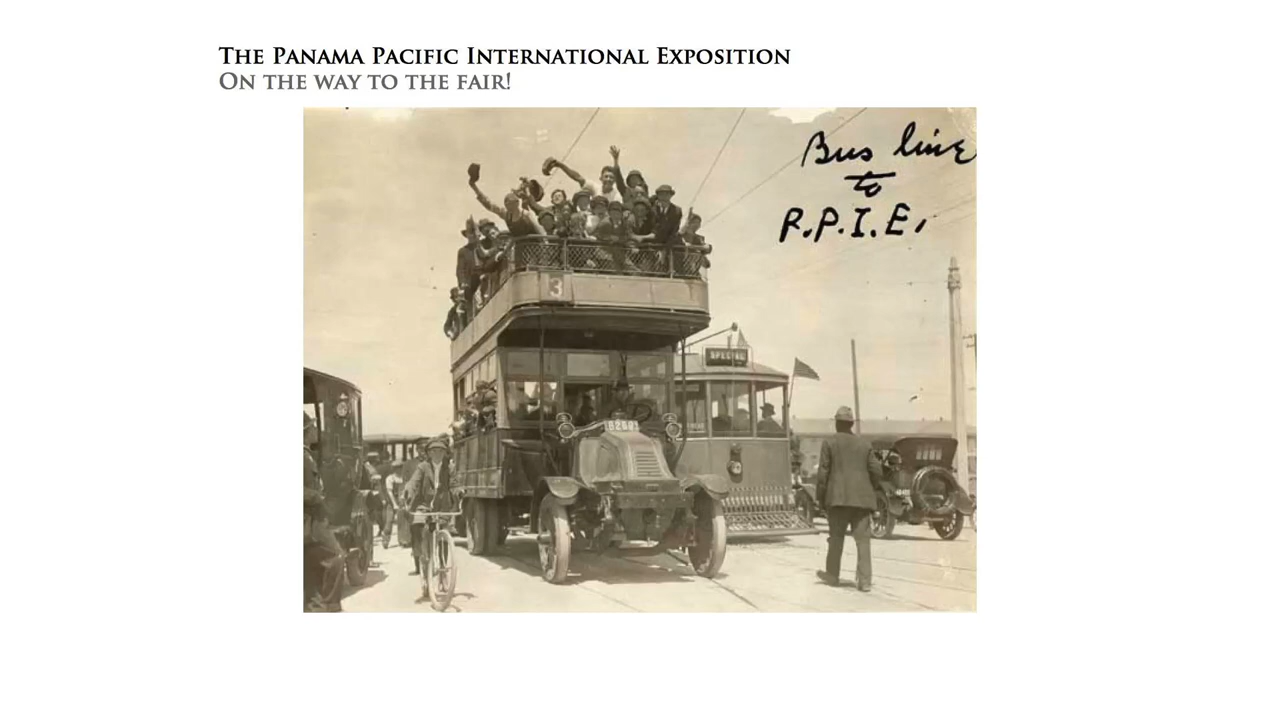 THE PANAMA PACIFIC INTERNATIONAL EXPOSITION
ON THE WAY TO THE FAIR!
Bus line
to
P.P.I.E.
3
SPECIAL